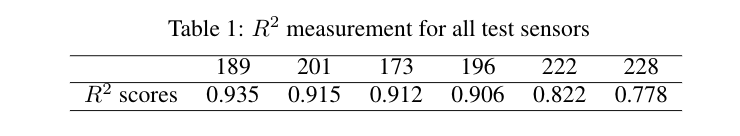 Table 1: R² measurement for all test sensors
189 201 173 196 222 228
R² scores 0.935 0.915 0.912 0.906 0.822 0.778